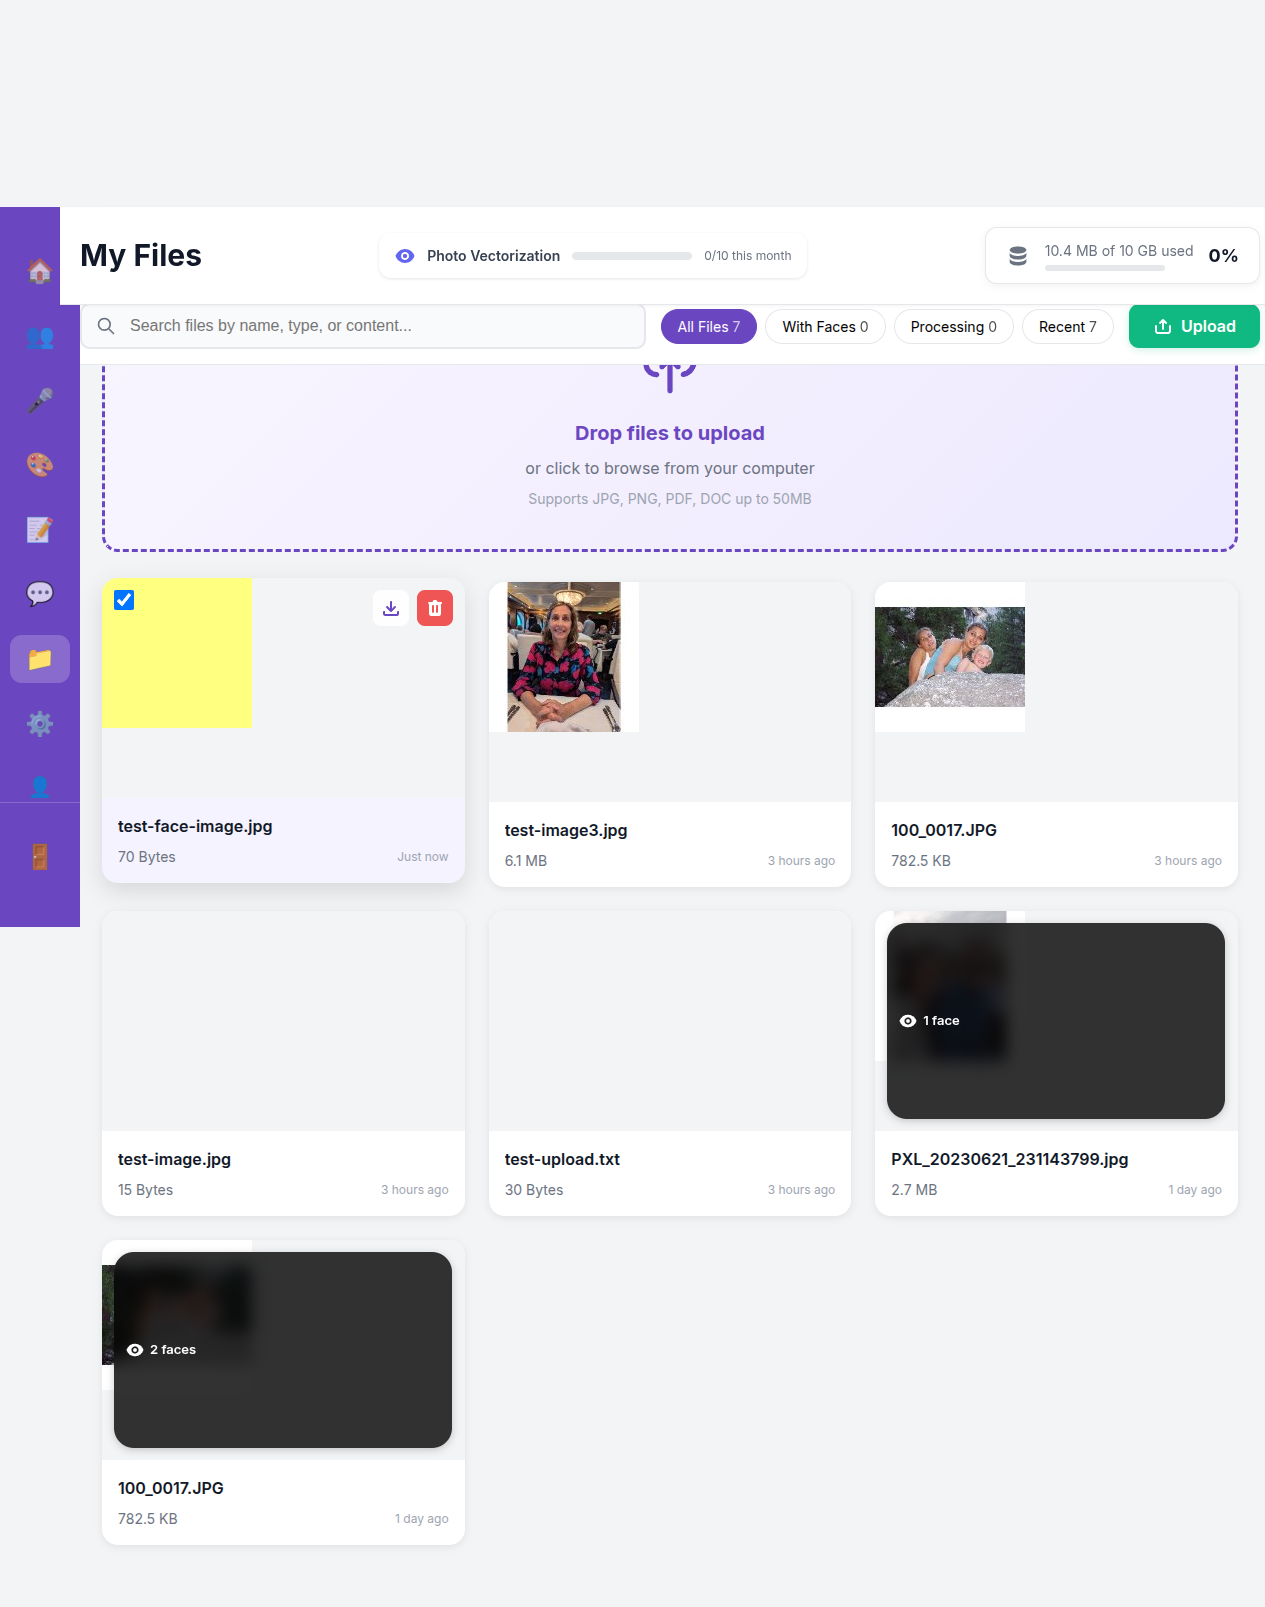 My Files
Photo Vectorization
0/10 this month
10.4 MB of 10 GB used
0%
Search files by name, type, or content...
All Files 7
With Faces 0
Processing 0
Recent 7
Upload
Drop files to upload
or click to browse from your computer
Supports JPG, PNG, PDF, DOC up to 50MB
test-face-image.jpg
70 Bytes
Just now
test-image3.jpg
6.1 MB
3 hours ago
100_0017.JPG
782.5 KB
3 hours ago
test-image.jpg
15 Bytes
3 hours ago
test-upload.txt
30 Bytes
3 hours ago
1 face
PXL_20230621_231143799.jpg
2.7 MB
1 day ago
2 faces
100_0017.JPG
782.5 KB
1 day ago